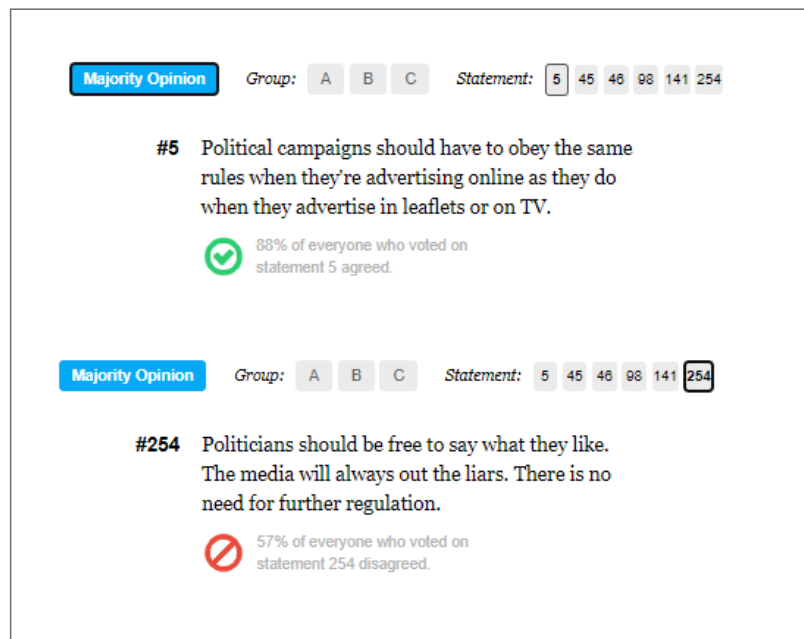 Majority Opinion Group: A B C Statement: 5 45 46 98 141 254
#5 Political campaigns should have to obey the same
rules when they're advertising online as they do
when they advertise in leaflets or on TV.
88% of everyone who voted on
statement 5 agreed.
Majority Opinion Group: A B C Statement: 5 45 46 98 141 254
#254 Politicians should be free to say what they like.
The media will always out the liars. There is no
need for further regulation.
57% of everyone who voted on
statement 254 disagreed.